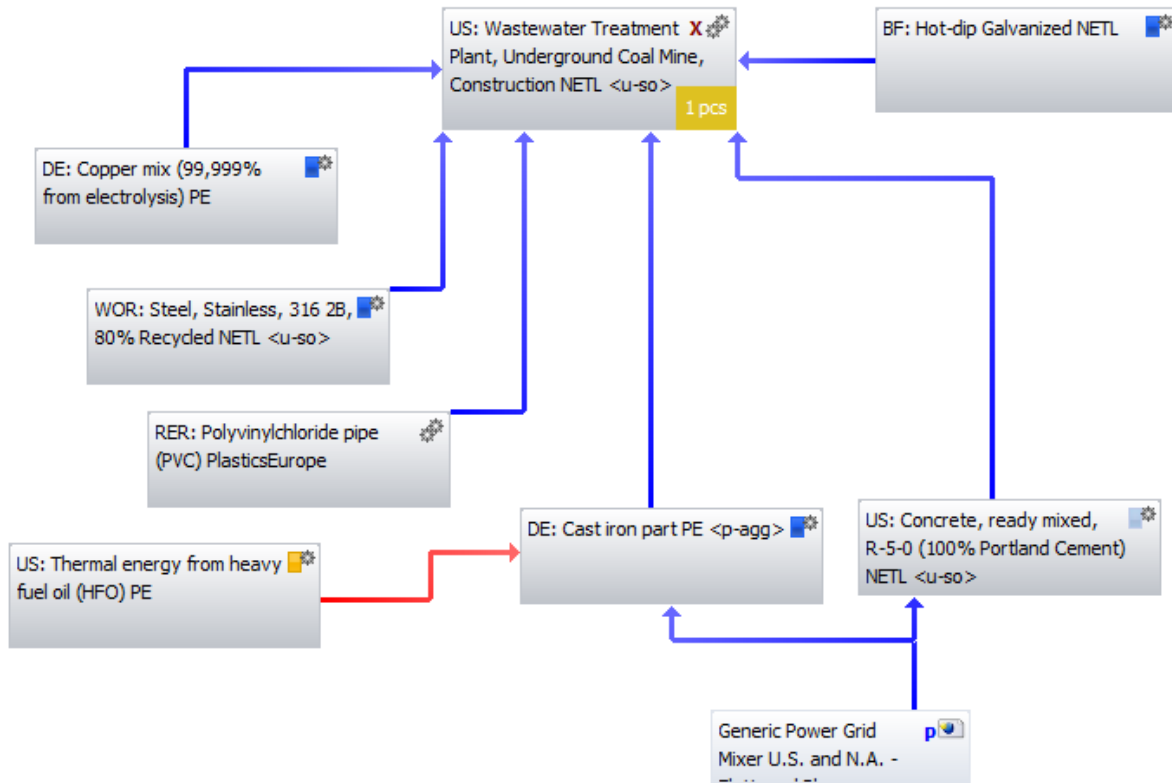 US: Wastewater Treatment X
Plant, Underground Coal Mine,
Construction NETL <u-so>
1 pcs
BF: Hot-dip Galvanized NETL
DE: Copper mix (99,999%
from electrolysis) PE
WOR: Steel, Stainless, 316 2B,
80% Recycled NETL <u-so>
RER: Polyvinylchloride pipe
(PVC) PlasticsEurope
DE: Cast iron part PE <p-agg>
US: Concrete, ready mixed,
R-5-0 (100% Portland Cement)
NETL <u-so>
US: Thermal energy from heavy
fuel oil (HFO) PE
Generic Power Grid p
Mixer U.S. and N.A. -